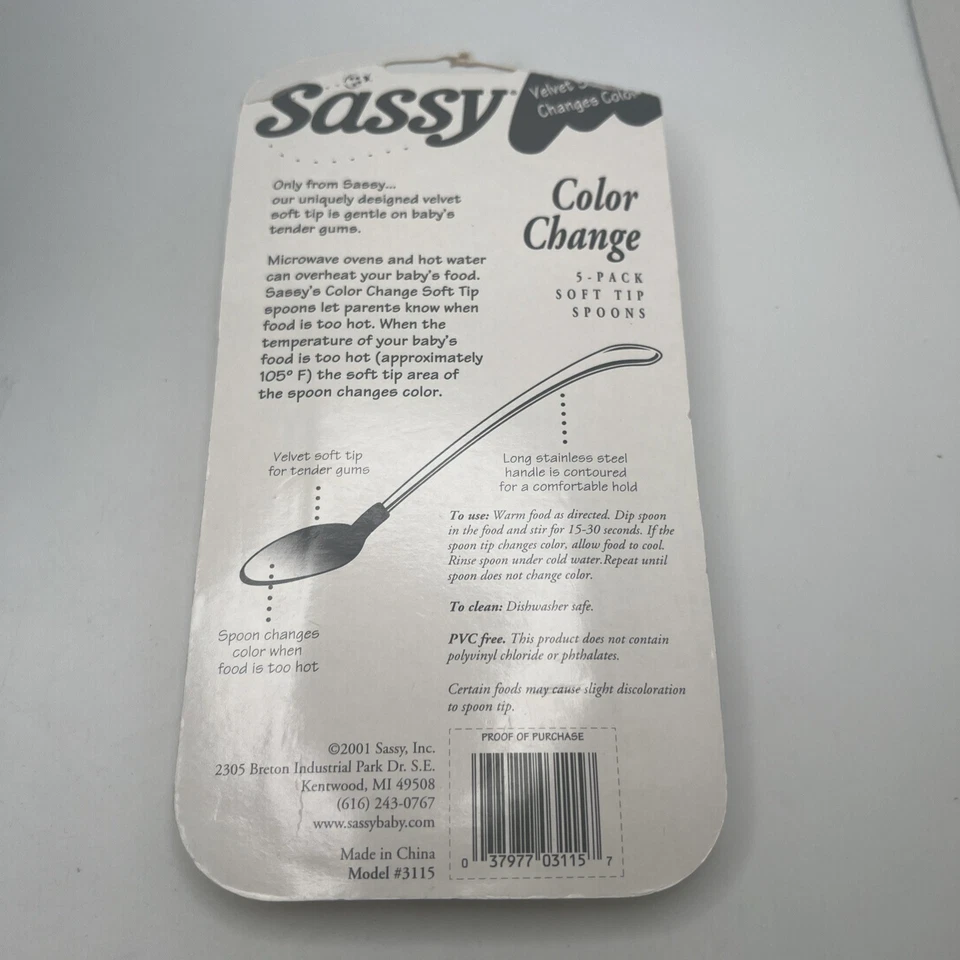 Sassy
Velvet
Changes Color
Only from Sassy...
our uniquely designed velvet
soft tip is gentle on baby's
tender gums.
Color
Change
5-PACK
SOFT TIP
SPOONS
Microwave ovens and hot water
can overheat your baby's food.
Sassy's Color Change Soft Tip
spoons let parents know when
food is too hot. When the
temperature of your baby's
food is too hot (approximately
105° F) the soft tip area of
the spoon changes color.
Velvet soft tip
for tender gums
Long stainless steel
handle is contoured
for a comfortable hold
To use: Warm food as directed. Dip spoon
in the food and stir for 15-30 seconds. If the
spoon tip changes color, allow food to cool.
Rinse spoon under cold water.Repeat until
spoon does not change color.
To clean: Dishwasher safe.
PVC free. This product does not contain
polyvinyl chloride or phthalates.
Certain foods may cause slight discoloration
to spoon tip.
Spoon changes
color when
food is too hot
©2001 Sassy, Inc.
2305 Breton Industrial Park Dr. S.E.
Kentwood, MI 49508
(616) 243-0767
www.sassybaby.com
Made in China
Model #3115
PROOF OF PURCHASE
0 37977 03115 7